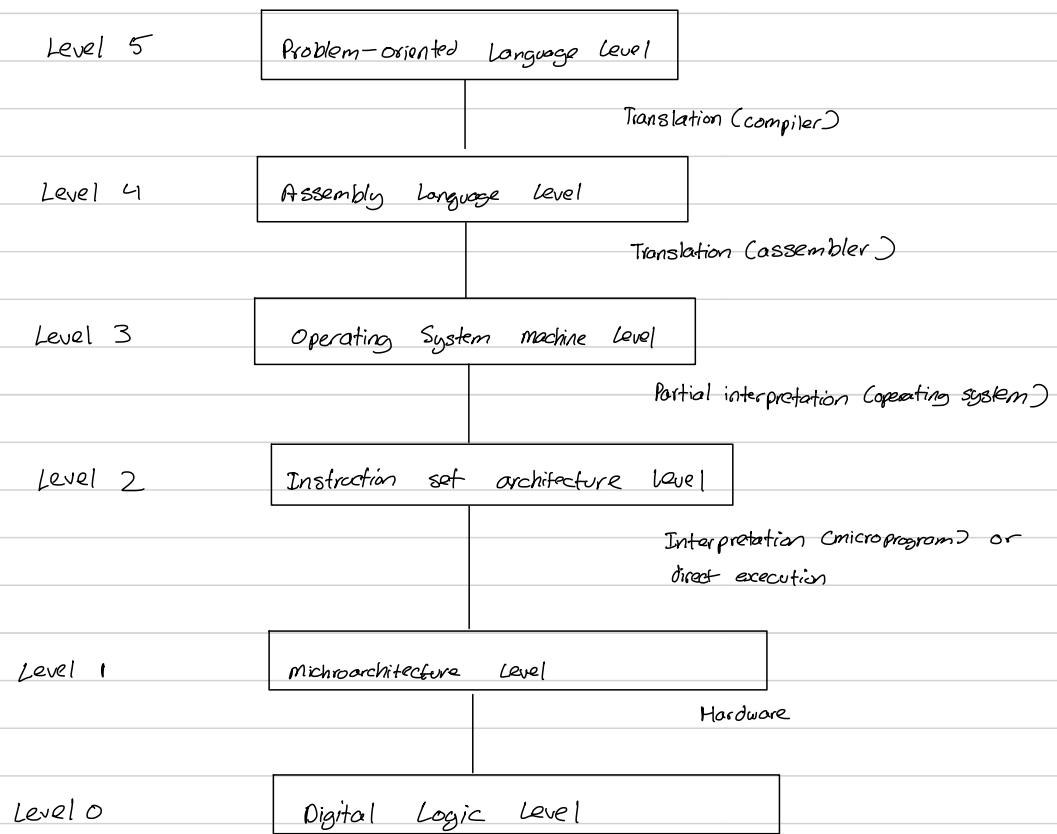 Level 5 Problem-oriented Language Level
Translation (compiler)
Level 4 Assembly Language Level
Translation (assembler)
Level 3 Operating System machine Level
Partial interpretation (opeating system)
Level 2 Instruction set architecture Level
Interpretation (microprogram) or
direct execution
Level 1 Michroarchitecture Level
Hardware
Level 0 Digital Logic Level